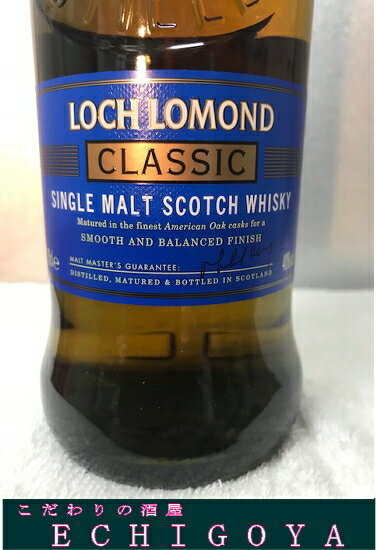 LOCH LOMOND
CLASSIC
SINGLE MALT SCOTCH WHISKY
Matured in the finest American Oak casks for a
SMOOTH AND BALANCED FINISH
MALT MASTER'S GUARANTEE:
DISTILLED, MATURED & BOTTLED IN SCOTLAND
こだわりの酒屋
ECHIGOYA